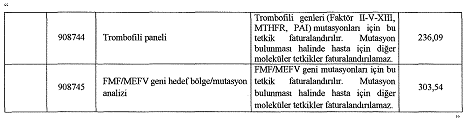 “
Trombofili genleri (Faktör II-V-XIII,
MTHFR, PAI) mutasyonları için bu
908744 Trombofili paneli tetkik faturalandırılır. Mutasyon 236,09
bulunması halinde hasta için diğer
moleküler tetkikler faturalandırılamaz.
FMF/MEFV geni mutasyonları için bu
908745 FMF/MEFV geni hedef bölge/mutasyon analizi tetkik faturalandırılır. Mutasyon 303,54
bulunması halinde hasta için diğer
moleküler tetkikler faturalandırılamaz.
”